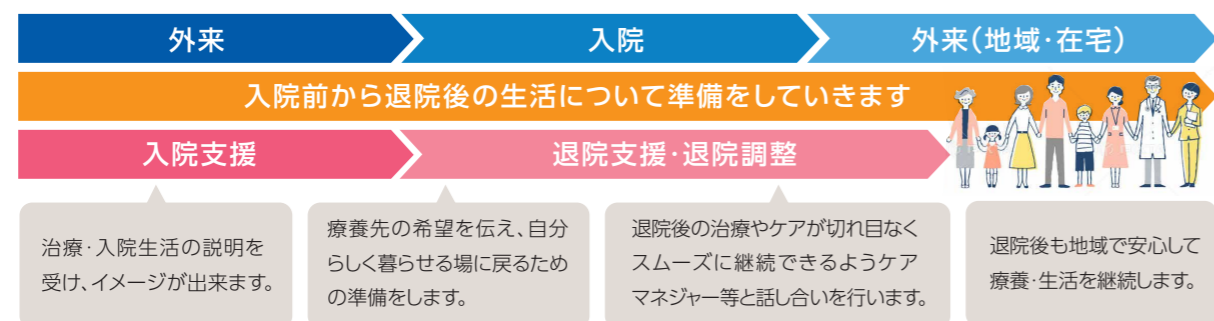 外来
入院
外来(地域・在宅)
入院前から退院後の生活について準備をしていきます
入院支援
退院支援・退院調整
治療・入院生活の説明を
受け、イメージが出来ます。
療養先の希望を伝え、自分
らしく暮らせる場に戻るため
の準備をします。
退院後の治療やケアが切れ目なく
スムーズに継続できるようケア
マネジャー等と話し合いを行います。
退院後も地域で安心して
療養・生活を継続します。